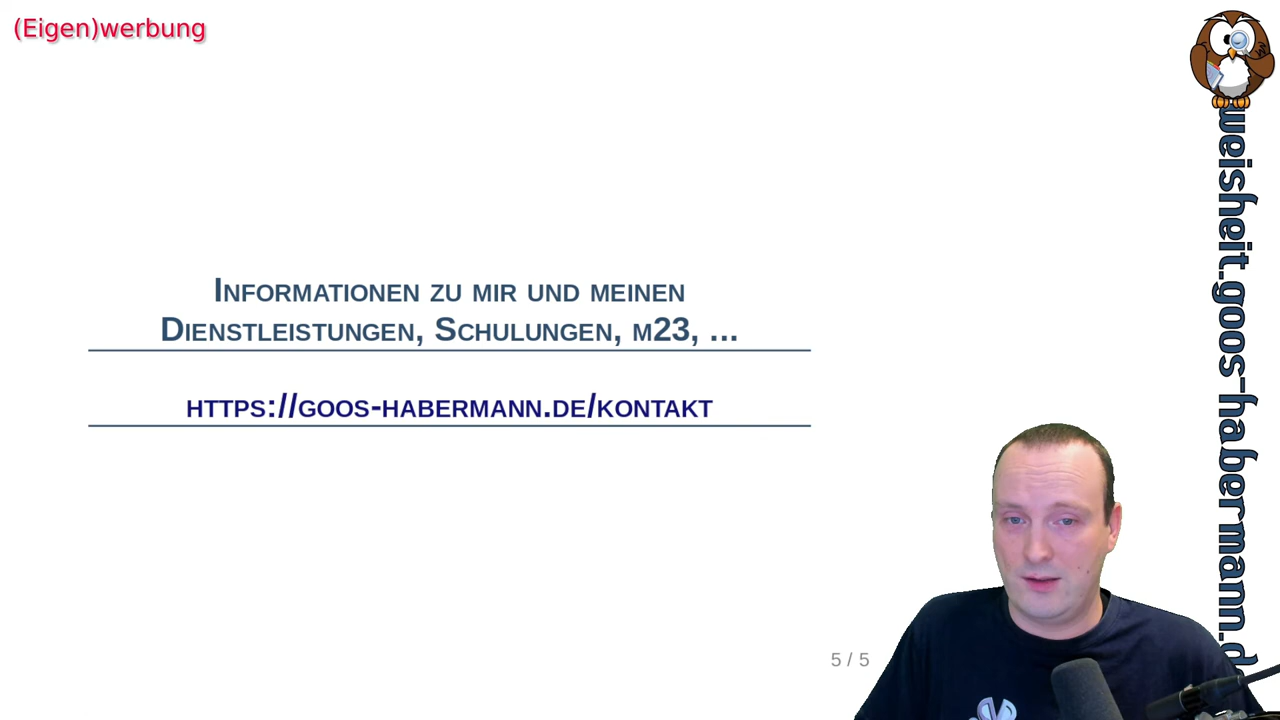 (Eigen)werbung
Informationen zu mir und meinen
Dienstleistungen, Schulungen, m23, ...
https://goos-habermann.de/kontakt
5 / 5
weisheit.goos-habermann.d